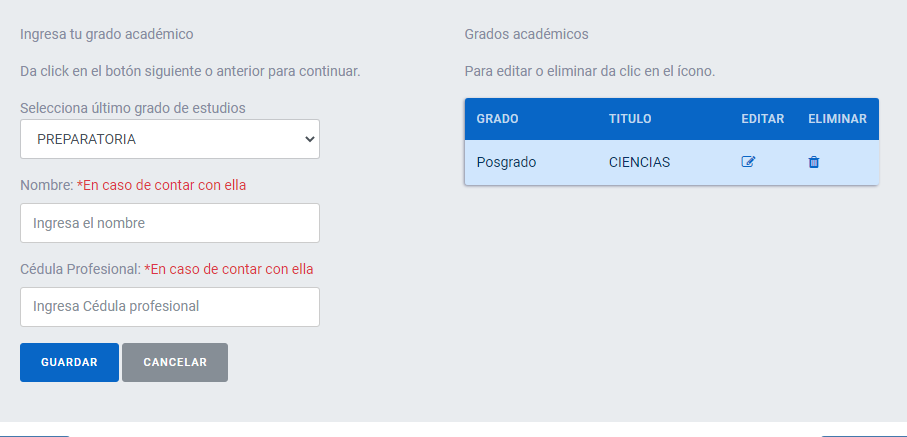 Ingresa tu grado académico
Da click en el botón siguiente o anterior para continuar.
Selecciona último grado de estudios
PREPARATORIA
Nombre: *En caso de contar con ella
Ingresa el nombre
Cédula Profesional: *En caso de contar con ella
Ingresa Cédula profesional
GUARDAR CANCELAR
Grados académicos
Para editar o eliminar da clic en el ícono.
GRADO TITULO EDITAR ELIMINAR
Posgrado CIENCIAS